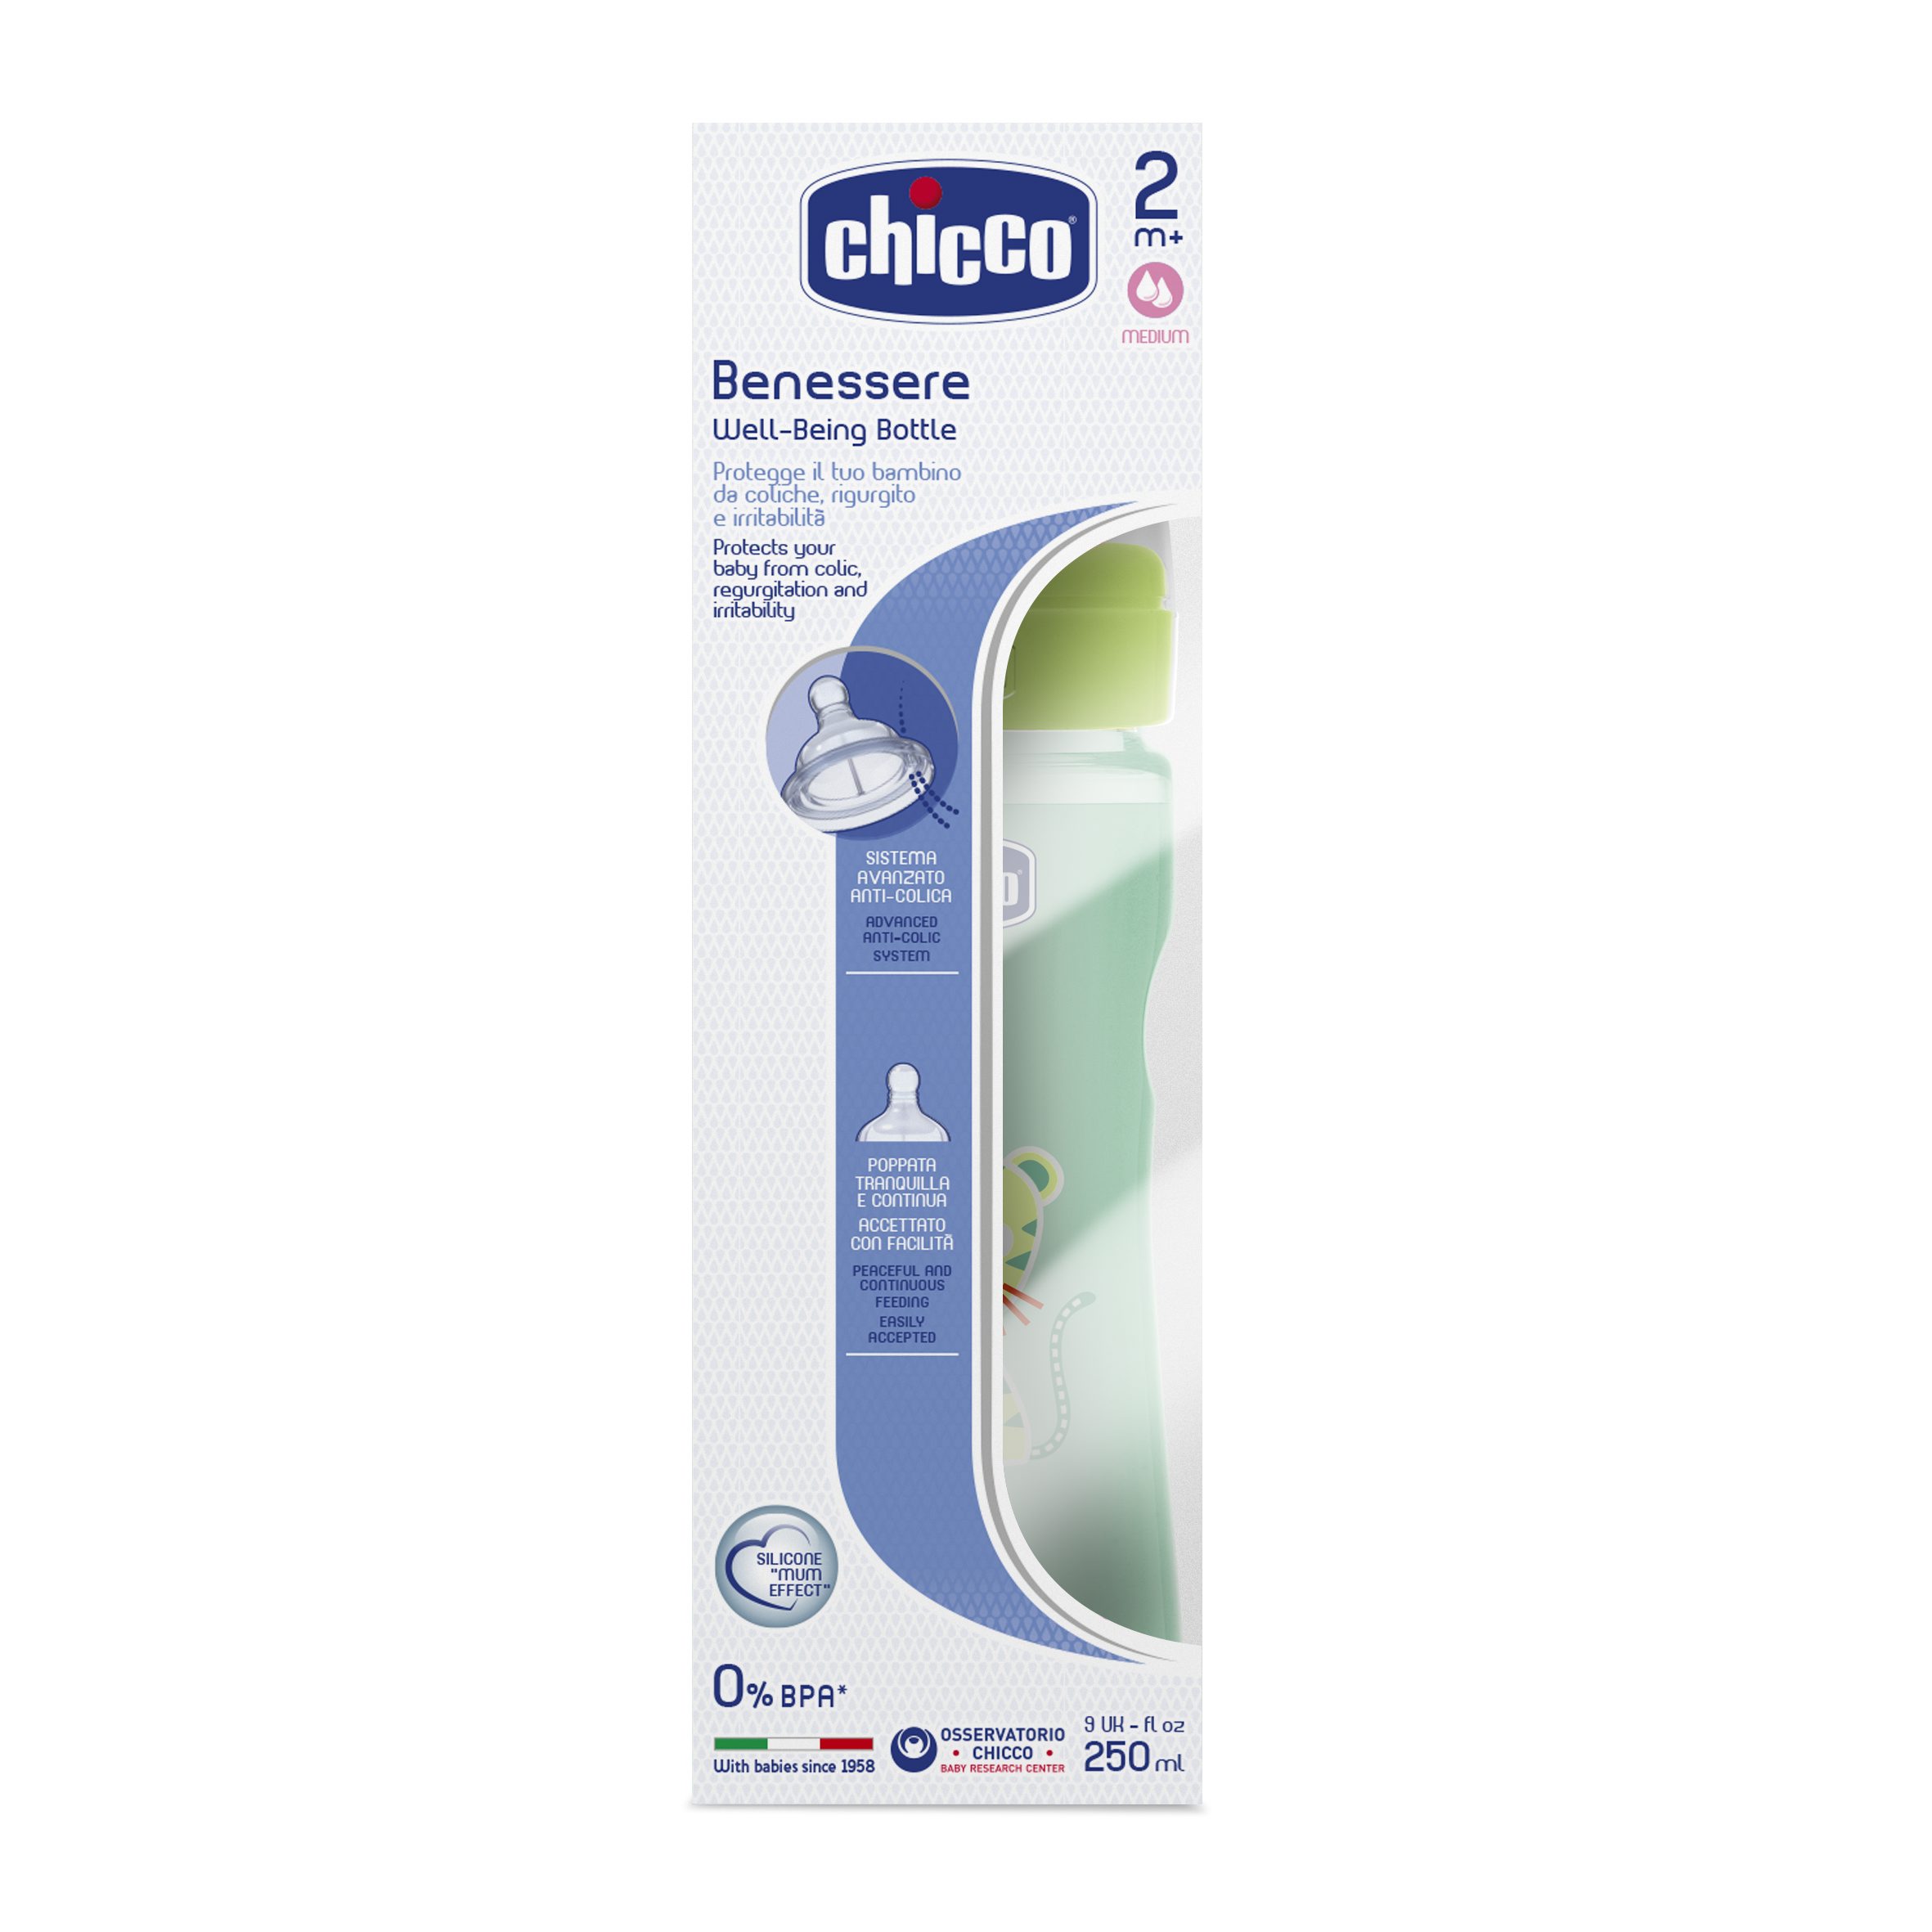 chicco®
2
m+
MEDIUM
Benessere
Well-Being Bottle
Protegge il tuo bambino
da coliche, rigurgito
e irritabilità
Protects your
baby from colic,
regurgitation and
irritability
SISTEMA
AVANZATO
ANTI-COLICA
ADVANCED
ANTI-COLIC
SYSTEM
POPPATA
TRANQUILLA
E CONTINUA
ACCETTATO
CON FACILITÀ
PEACEFUL AND
CONTINUOUS
FEEDING
EASILY
ACCEPTED
SILICONE
"MUM
EFFECT"
0% BPA*
With babies since 1958
OSSERVATORIO
• CHICCO •
BABY RESEARCH CENTER
9 UK - fl oz
250 ml